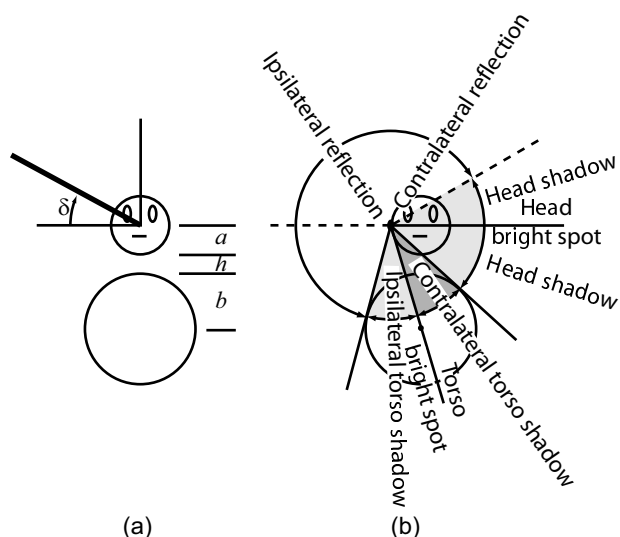 δ
a
h
b
(a)
Ipsilateral reflection
Contralateral reflection
Head shadow
Head
bright spot
Head shadow
Contralateral torso shadow
Torso
bright spot
Ipsilateral torso shadow
(b)